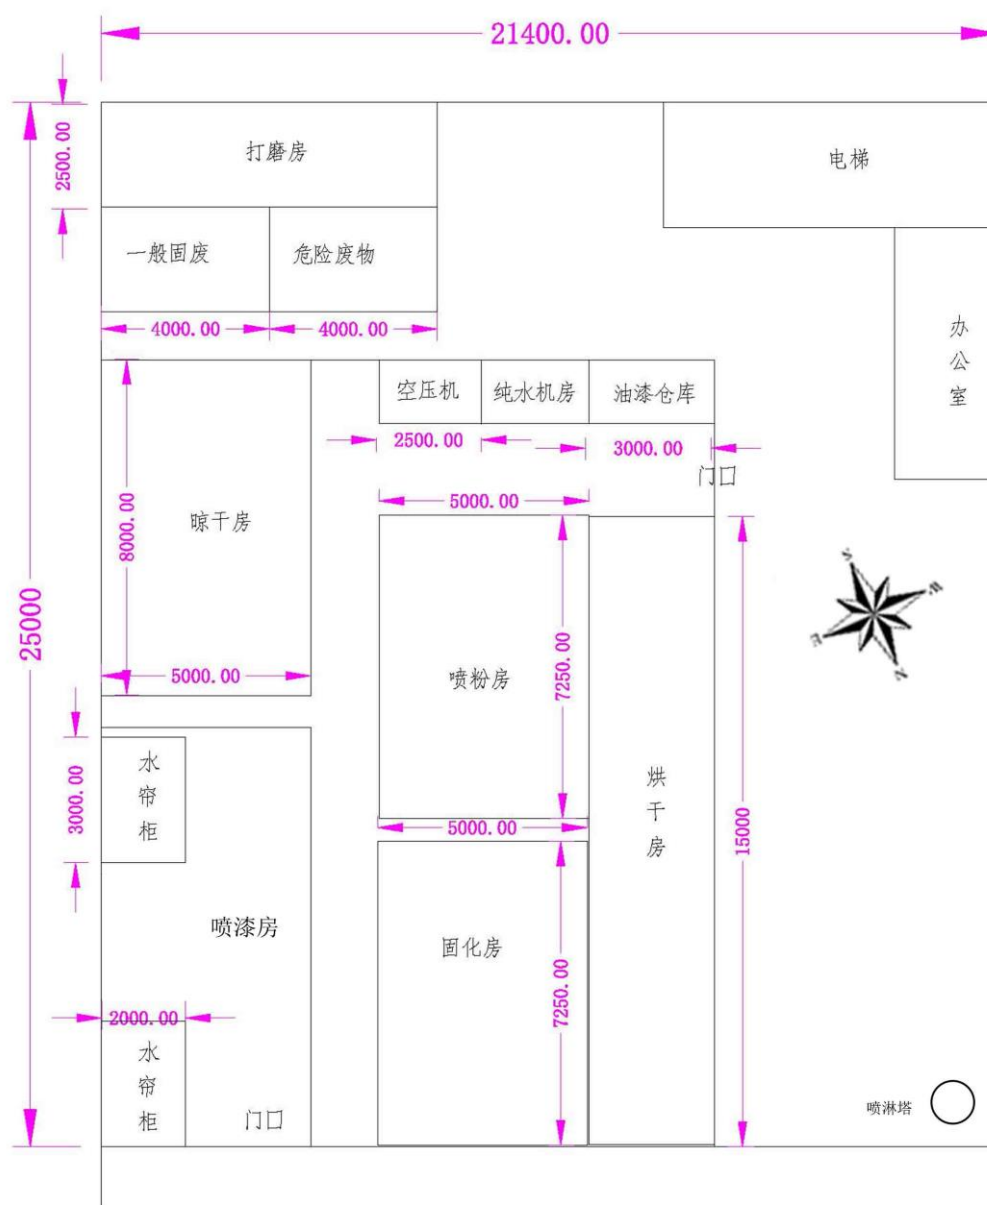 21400.00
2500.00
打磨房
电梯
一般固废
危险废物
4000.00
4000.00
办公室
空压机
纯水机房
油漆仓库
2500.00
3000.00
门口
5000.00
8000.00
晾干房
25000
5000.00
喷粉房
7250.00
水帘柜
3000.00
烘干房
15000
5000.00
喷漆房
固化房
7250.00
2000.00
水帘柜
门口
喷淋塔